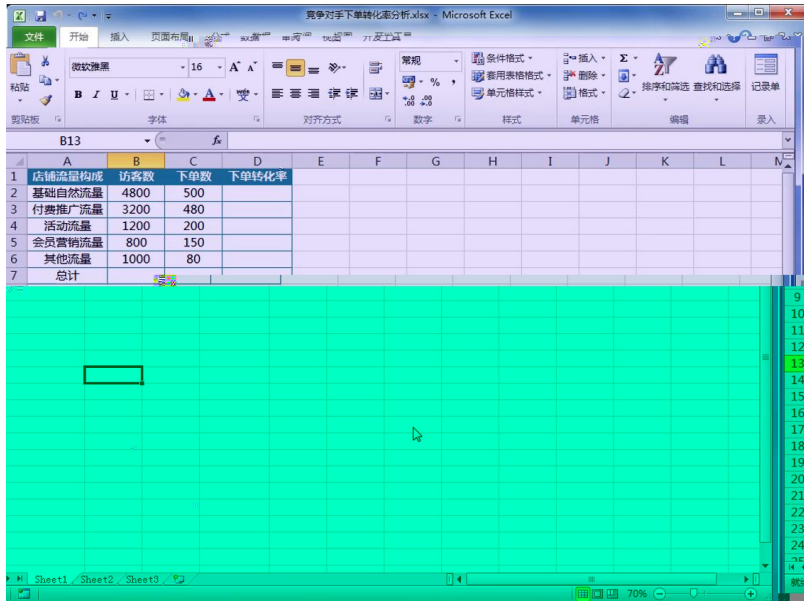 竞争对手下单转化率分析.xlsx - Microsoft Excel
文件 开始 插入 页面布局
粘贴 微软雅黑 16 常规 条件格式 插入 Σ
B I U A 变 % 套用表格格式 删除 排序和筛选 查找和选择 记录单
单元格样式 格式
剪贴板 字体 对齐方式 数字 样式 单元格 编辑 录入
B13 fx
A B C D E F G H I J K L
1 店铺流量构成 访客数 下单数 下单转化率
2 基础自然流量 4800 500
3 付费推广流量 3200 480
4 活动流量 1200 200
5 会员营销流量 800 150
6 其他流量 1000 80
7 总计
9
10
11
12
13
14
15
16
17
18
19
20
21
22
23
24
Sheet1 Sheet2 Sheet3
70%